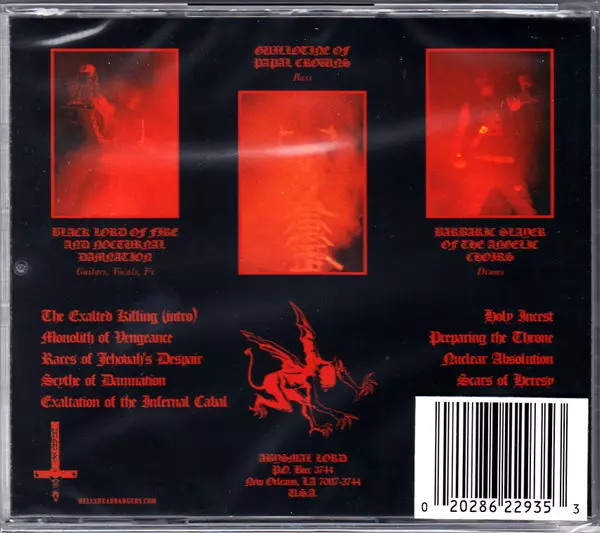 GUILLOTINE OF
PAPAL CROWNS
Bass
BLACK LORD OF FIRE
AND NOCTURNAL
DAMNATION
Guitars, Vocals, Fx
BARBARIC SLAYER
OF THE ANGELIC
CHOIRS
Drums
The Exalted Killing (intro)
Monolith of Vengeance
Races of Jehobah's Despair
Scythe of Damnation
Exaltation of the Infernal Cabal
Holy Incest
Preparing the Throne
Nuclear Absolution
Scars of Heresy
ABYSMAL LORD
P.O. Box 3744
New Orleans, LA 70117-3744
U.S.A.
HELLSHEADBANGERS.COM
0 20286 22935 3